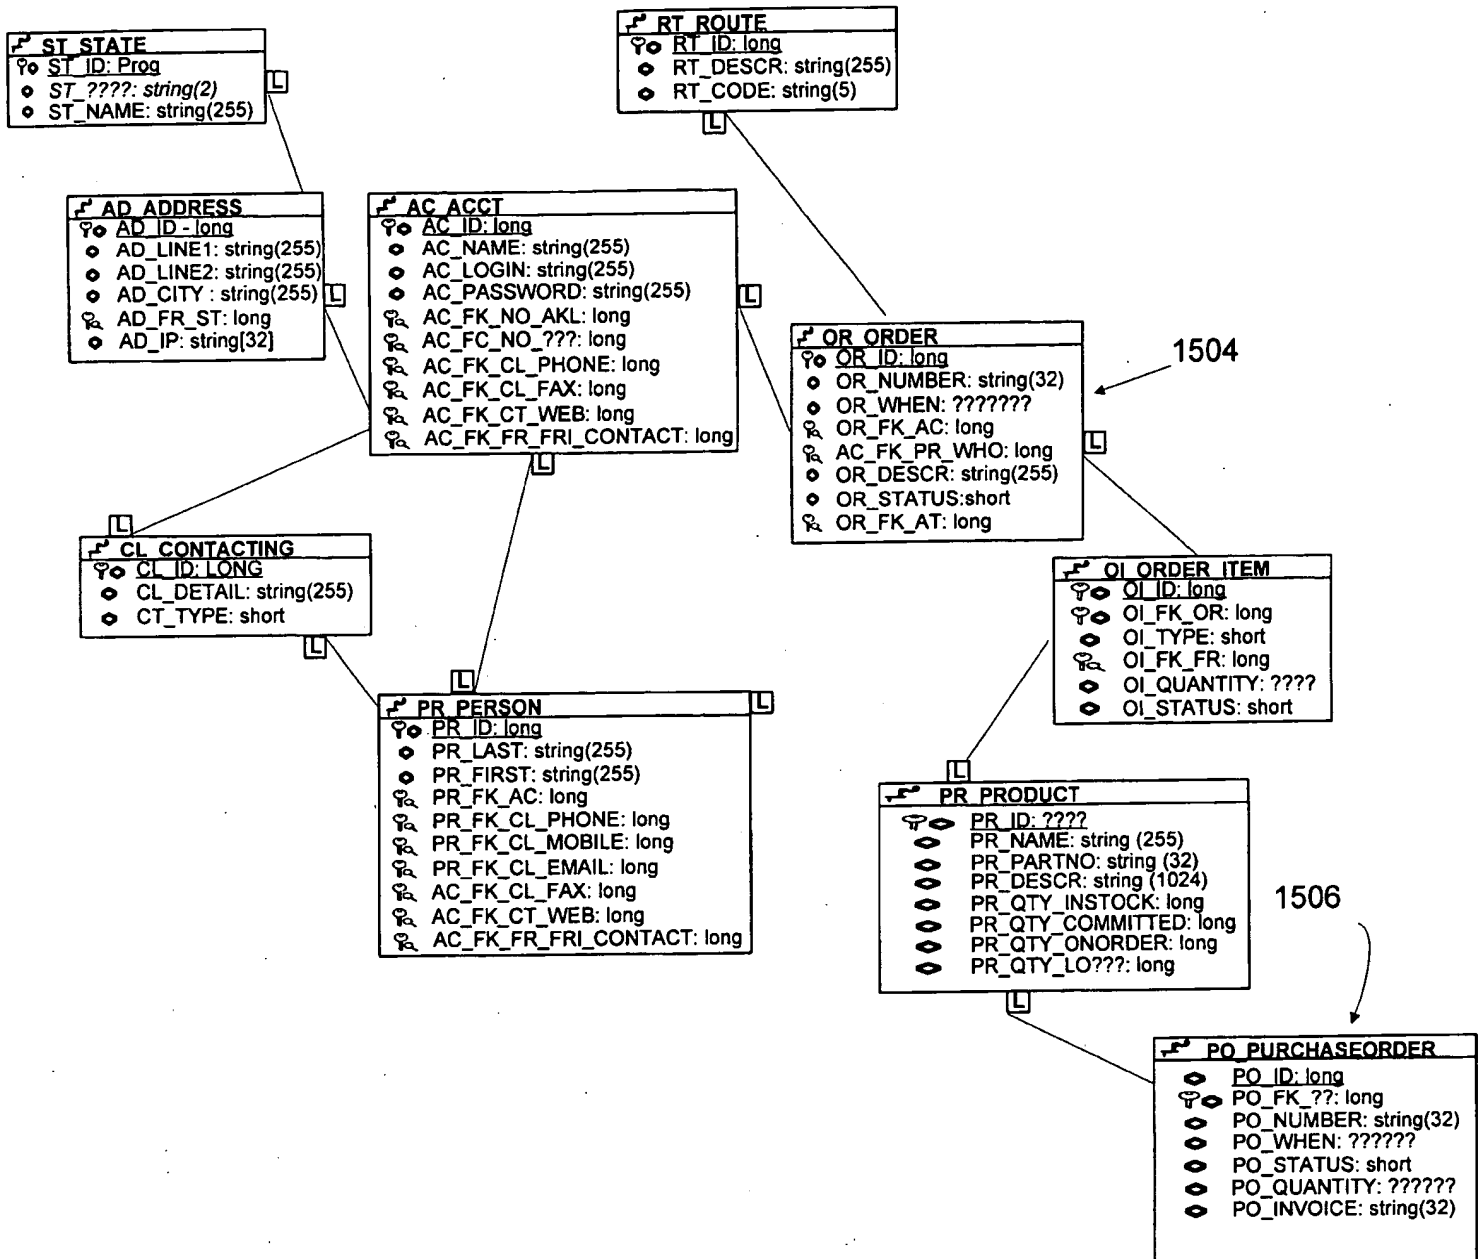 ST_STATE
ST_ID: Prog
ST_????: string(2)
ST_NAME: string(255)
L
RT_ROUTE
RT_ID: long
RT_DESCR: string(255)
RT_CODE: string(5)
L
AD_ADDRESS
AD_ID - long
AD_LINE1: string(255)
AD_LINE2: string(255)
AD_CITY : string(255)
AD_FR_ST: long
AD_IP: string[32]
L
AC_ACCT
AC_ID: long
AC_NAME: string(255)
AC_LOGIN: string(255)
AC_PASSWORD: string(255)
AC_FK_NO_AKL: long
AC_FC_NO_???: long
AC_FK_CL_PHONE: long
AC_FK_CL_FAX: long
AC_FK_CT_WEB: long
AC_FK_FR_FRI_CONTACT: long
L
L
OR_ORDER
OR_ID: long
OR_NUMBER: string(32)
OR_WHEN: ???????
OR_FK_AC: long
AC_FK_PR_WHO: long
OR_DESCR: string(255)
OR_STATUS:short
OR_FK_AT: long
L
1504
L
CL_CONTACTING
CL_ID: LONG
CL_DETAIL: string(255)
CT_TYPE: short
L
OI_ORDER_ITEM
OI_ID: long
OI_FK_OR: long
OI_TYPE: short
OI_FK_FR: long
OI_QUANTITY: ????
OI_STATUS: short
L
L
PR_PERSON
PR_ID: long
PR_LAST: string(255)
PR_FIRST: string(255)
PR_FK_AC: long
PR_FK_CL_PHONE: long
PR_FK_CL_MOBILE: long
PR_FK_CL_EMAIL: long
AC_FK_CL_FAX: long
AC_FK_CT_WEB: long
AC_FK_FR_FRI_CONTACT: long
L
PR_PRODUCT
PR_ID: ????
PR_NAME: string (255)
PR_PARTNO: string (32)
PR_DESCR: string (1024)
PR_QTY_INSTOCK: long
PR_QTY_COMMITTED: long
PR_QTY_ONORDER: long
PR_QTY_LO???: long
L
1506
PO_PURCHASEORDER
PO_ID: long
PO_FK_??: long
PO_NUMBER: string(32)
PO_WHEN: ??????
PO_STATUS: short
PO_QUANTITY: ??????
PO_INVOICE: string(32)